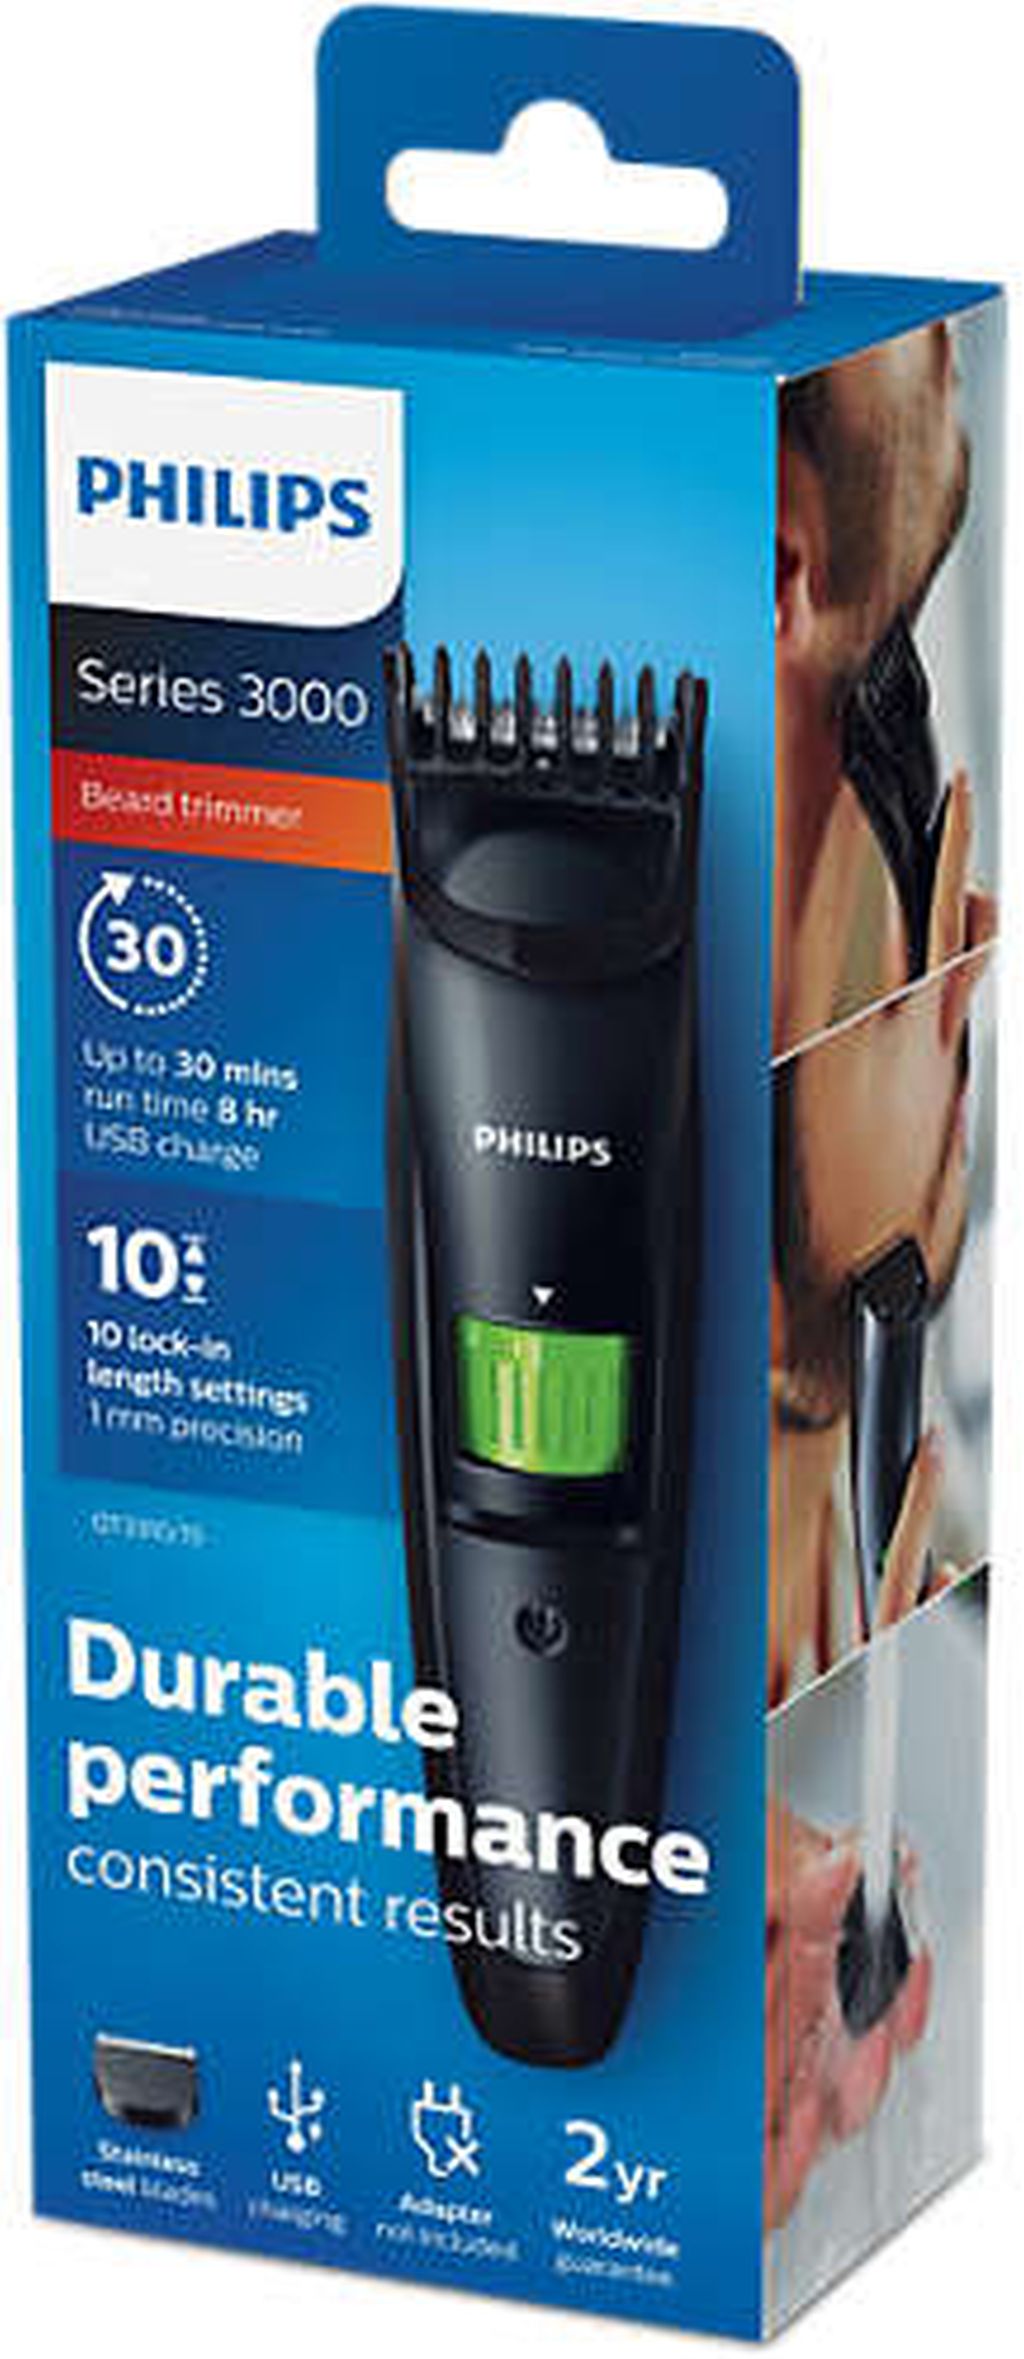 PHILIPS
Series 3000
Beard trimmer
30
Up to 30 mins
run time 8 hr
USB charge
10
10 lock-in
length settings
1 mm precision
PHILIPS
Durable
performance
consistent results
Stainless
steel blades
USB
charging
Adapter
not included
2 yr
Worldwide
guarantee